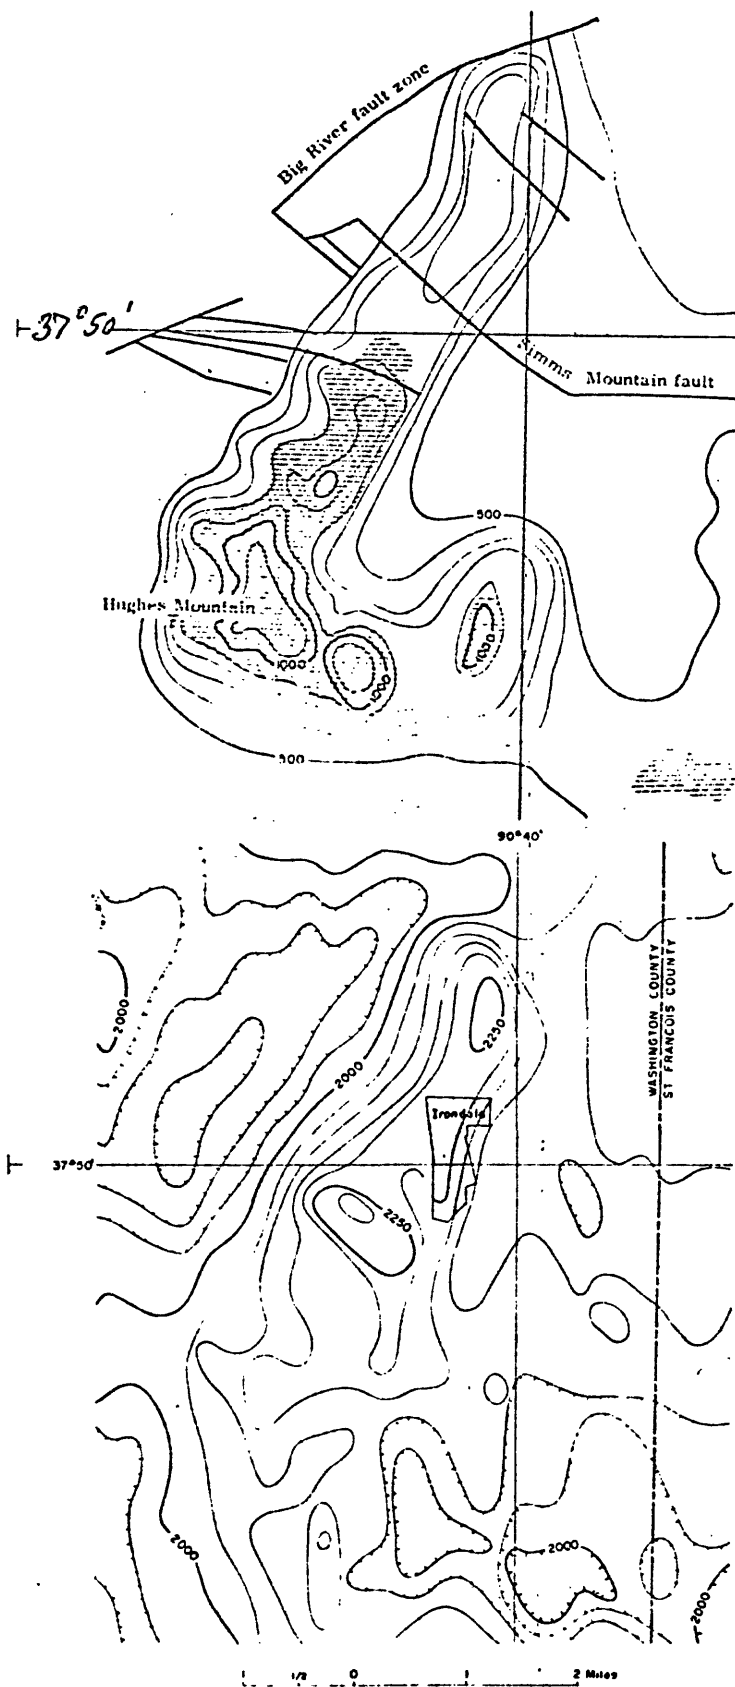 Big River fault zone
37°50'
Simms Mountain fault
500
Hughes Mountain
1000
1000
1000
500
90°40'
2000
WASHINGTON COUNTY
ST FRANCOIS COUNTY
2250
2000
Irondale
37°50'
2250
2000
2000
2000
1 1/2 0 1 2 Miles